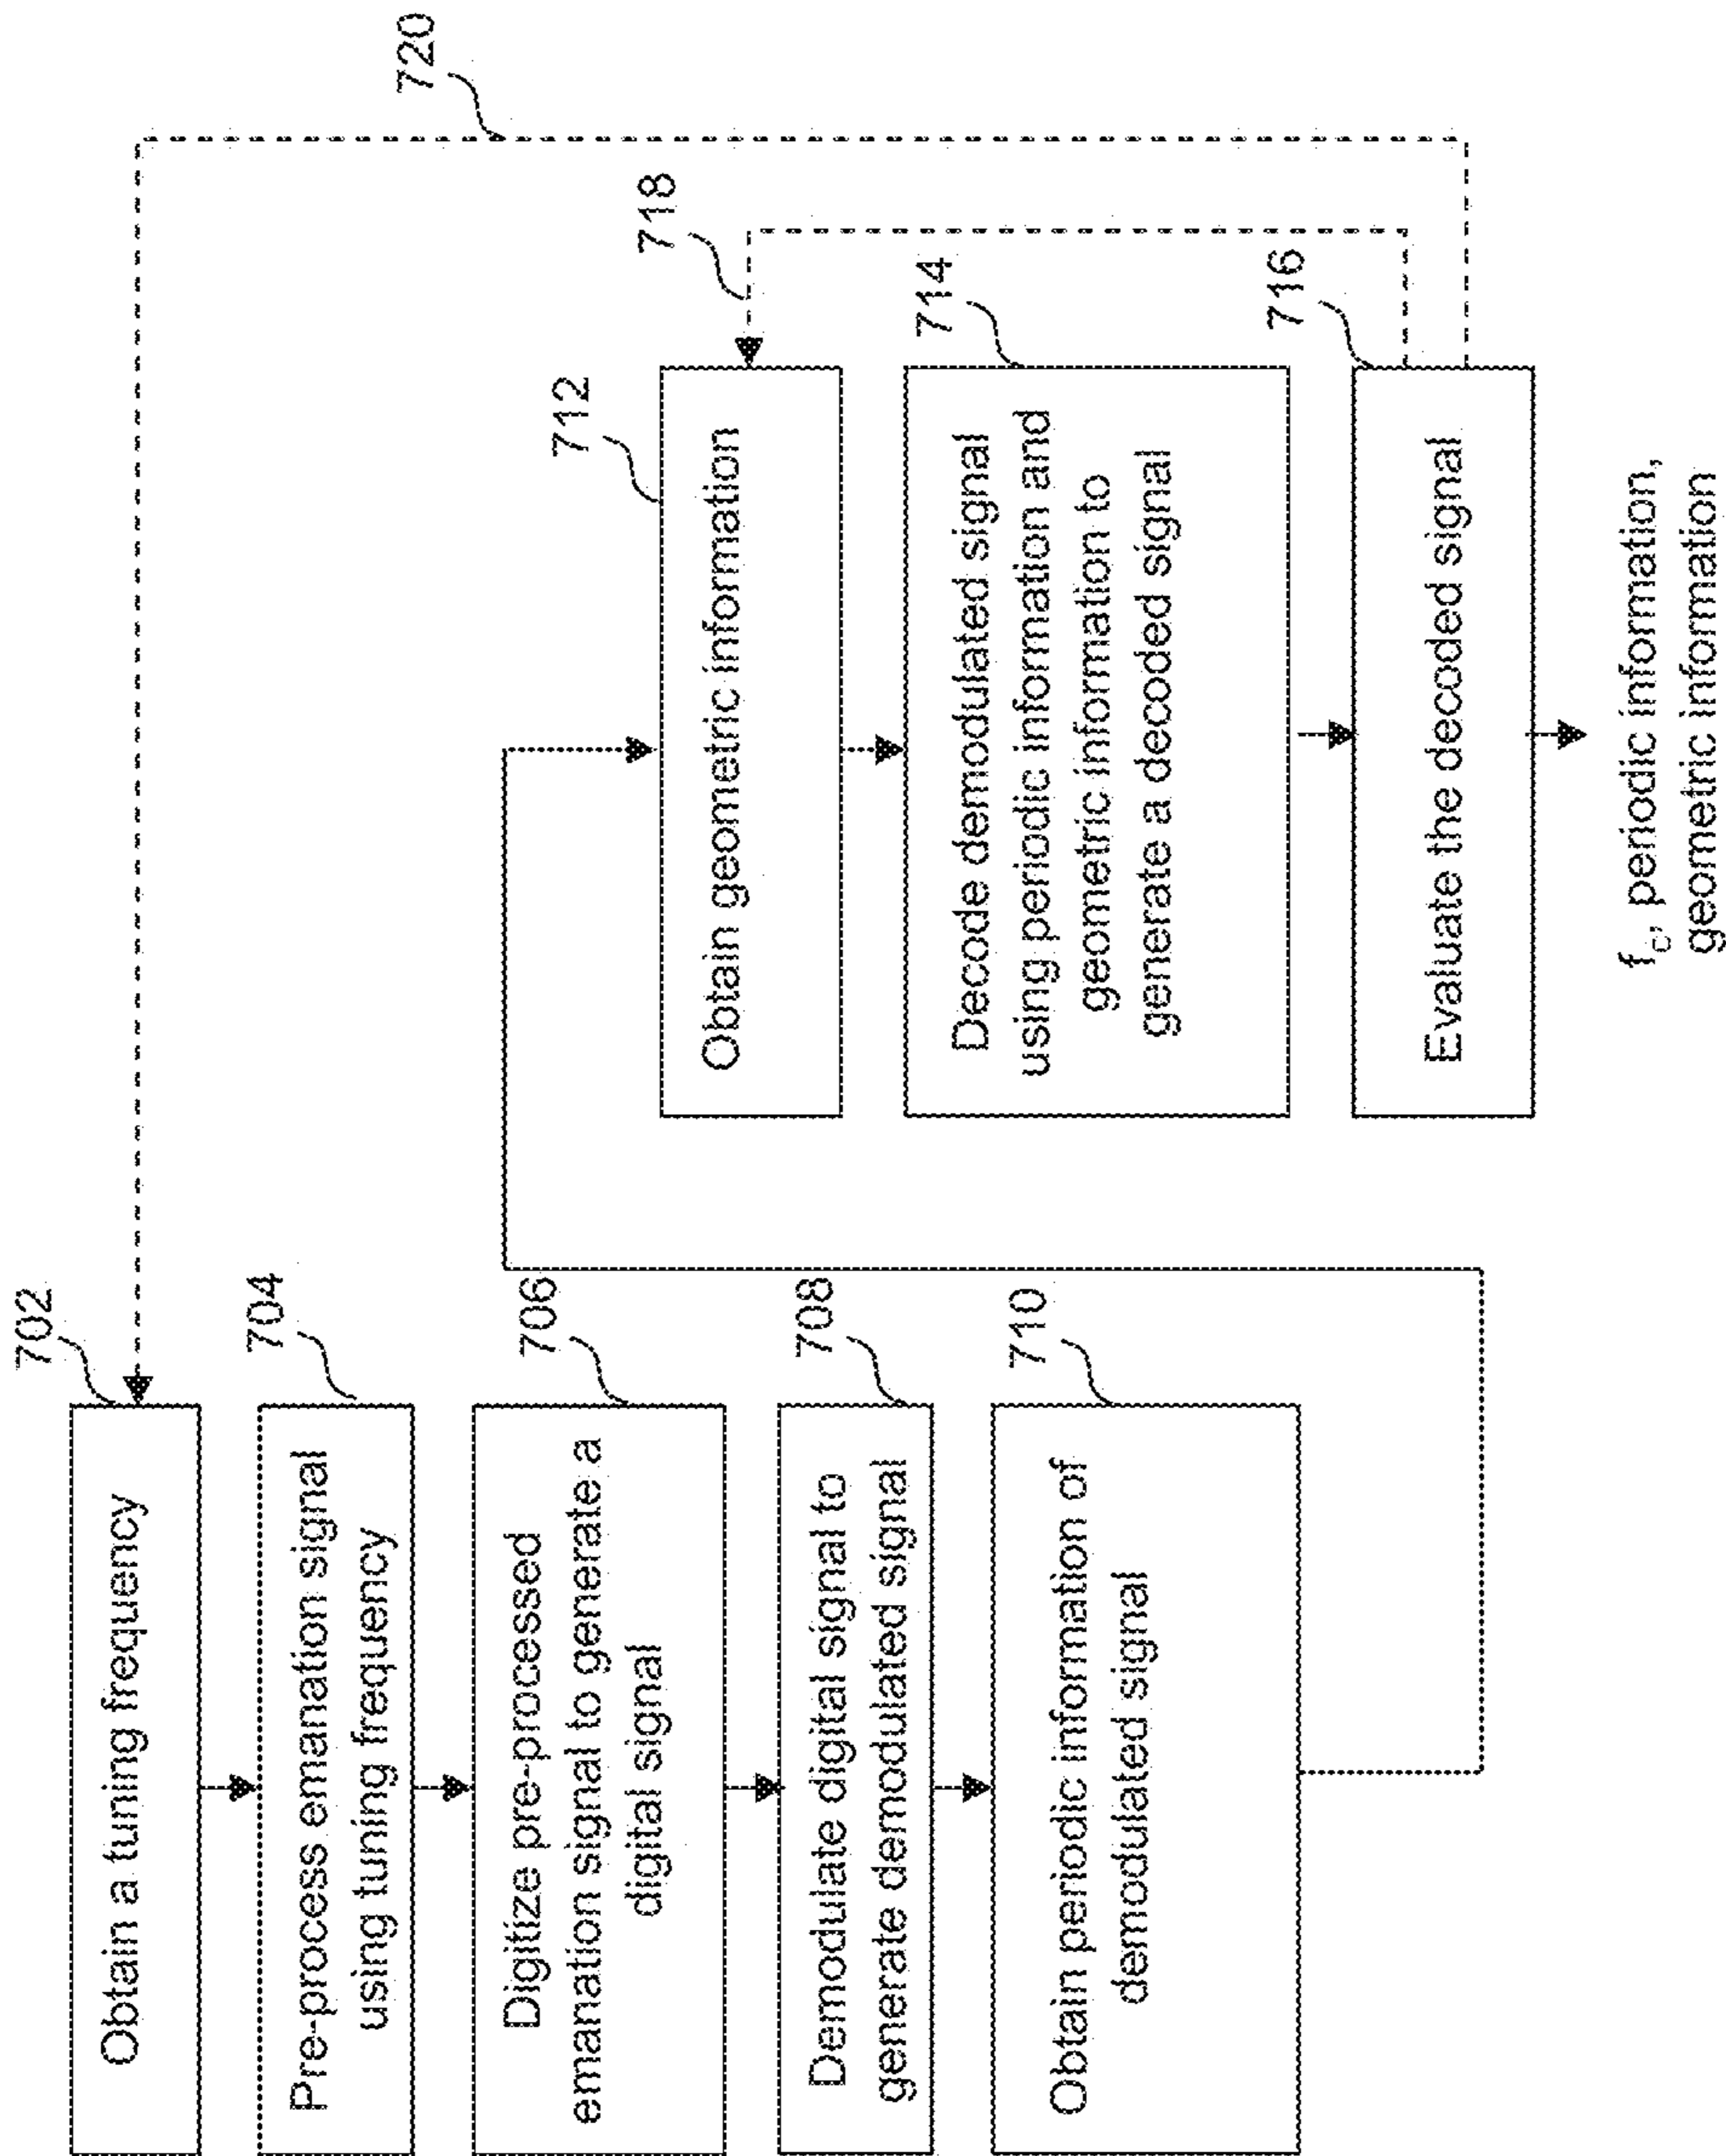 702
Obtain a tuning frequency
704
Pre-process emanation signal
using tuning frequency
706
Digitize pre-processed
emanation signal to generate a
digital signal
708
Demodulate digital signal to
generate demodulated signal
710
Obtain periodic information of
demodulated signal
720
718
712
Obtain geometric information
714
Decode demodulated signal
using periodic information and
geometric information to
generate a decoded signal
716
Evaluate the decoded signal
fc, periodic information,
geometric information